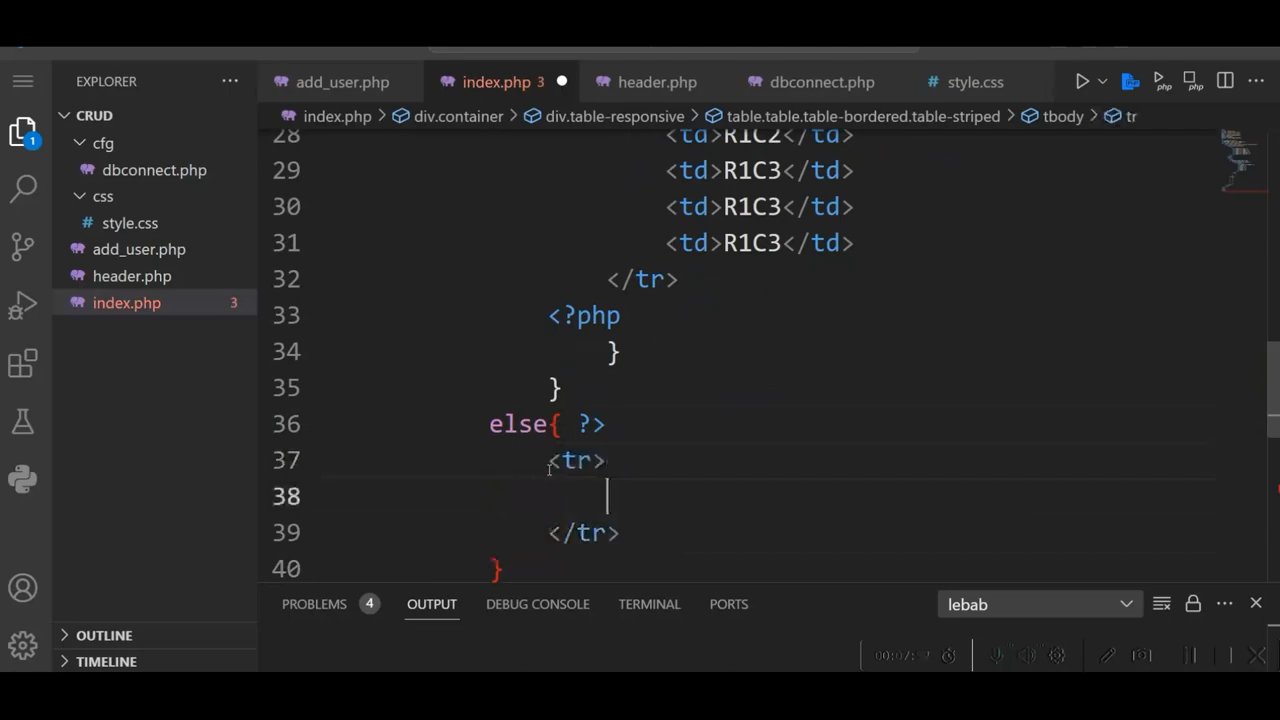 EXPLORER
add_user.php
index.php 3
header.php
dbconnect.php
# style.css
CRUD
index.php > div.container > div.table-responsive > table.table.table-bordered.table-striped > tbody > tr
cfg
dbconnect.php
css
# style.css
add_user.php
header.php
index.php 3
1
28 <td>R1C2</td>
29 <td>R1C3</td>
30 <td>R1C3</td>
31 <td>R1C3</td>
32 </tr>
33 <?php
34 }
35 }
36 else{ ?>
37 <tr>
38
39 </tr>
40 }
PROBLEMS 4 OUTPUT DEBUG CONSOLE TERMINAL PORTS
lebab
OUTLINE
TIMELINE